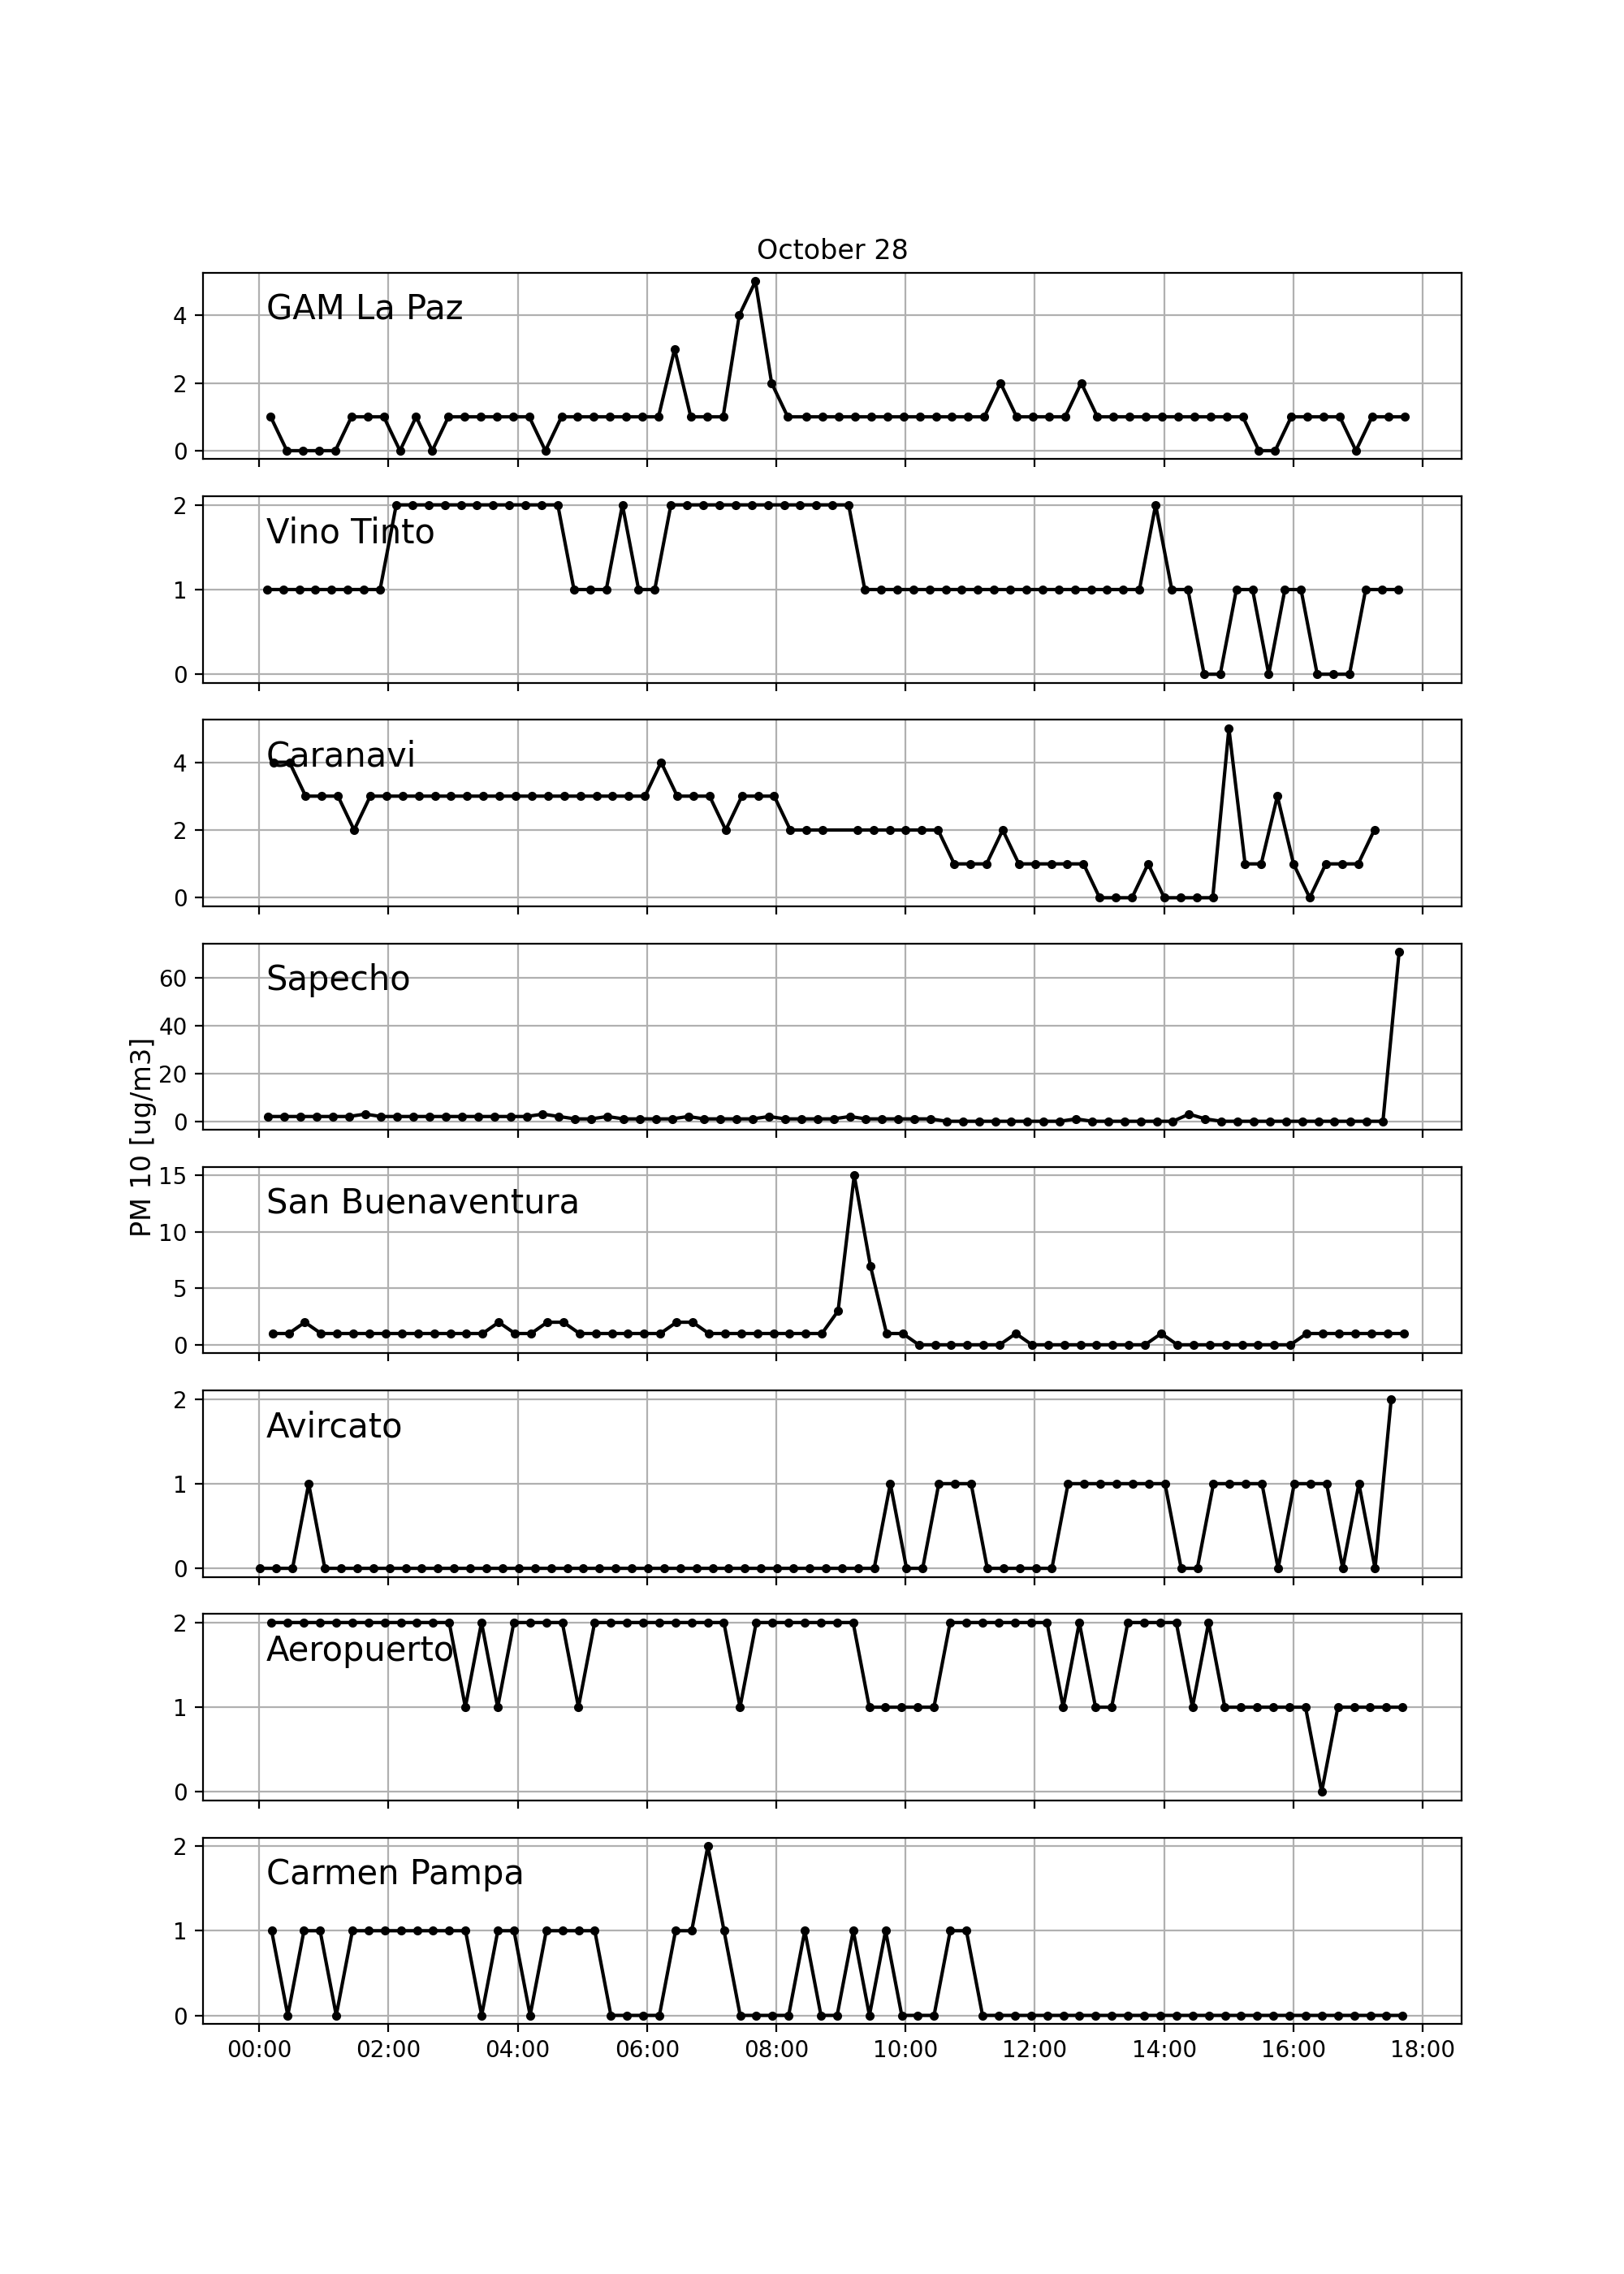 October 28
PM 10 [ug/m3]
GAM La Paz
4
2
0
Vino Tinto
2
1
0
Caranavi
4
2
0
Sapecho
60
40
20
0
San Buenaventura
15
10
5
0
Avircato
2
1
0
Aeropuerto
2
1
0
Carmen Pampa
2
1
0
00:00 02:00 04:00 06:00 08:00 10:00 12:00 14:00 16:00 18:00